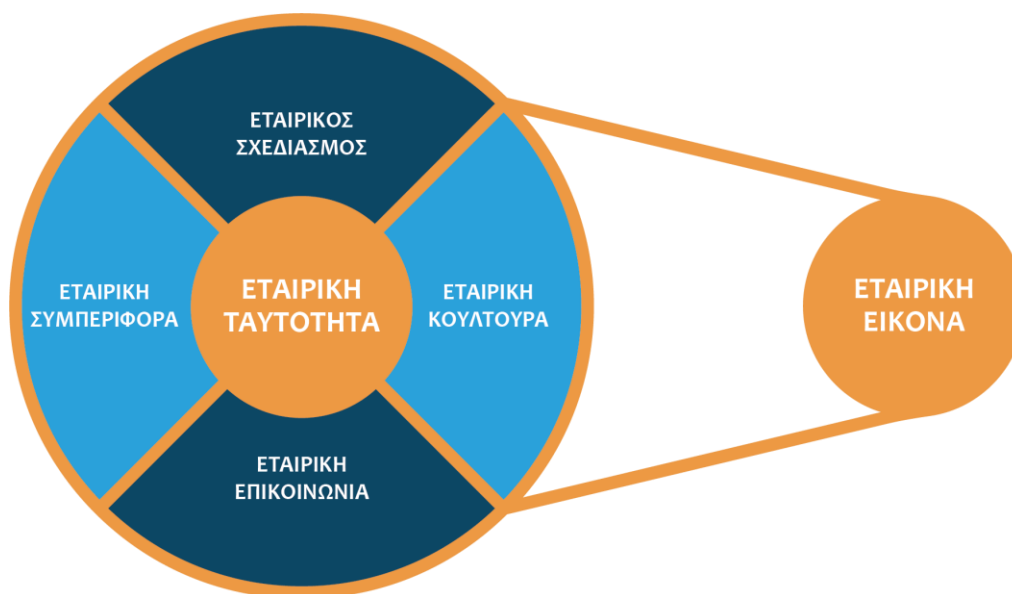 ΕΤΑΙΡΙΚΟΣ
ΣΧΕΔΙΑΣΜΟΣ
ΕΤΑΙΡΙΚΗ
ΣΥΜΠΕΡΙΦΟΡΑ
ΕΤΑΙΡΙΚΗ
ΤΑΥΤΟΤΗΤΑ
ΕΤΑΙΡΙΚΗ
ΚΟΥΛΤΟΥΡΑ
ΕΤΑΙΡΙΚΗ
ΕΙΚΟΝΑ
ΕΤΑΙΡΙΚΗ
ΕΠΙΚΟΙΝΩΝΙΑ